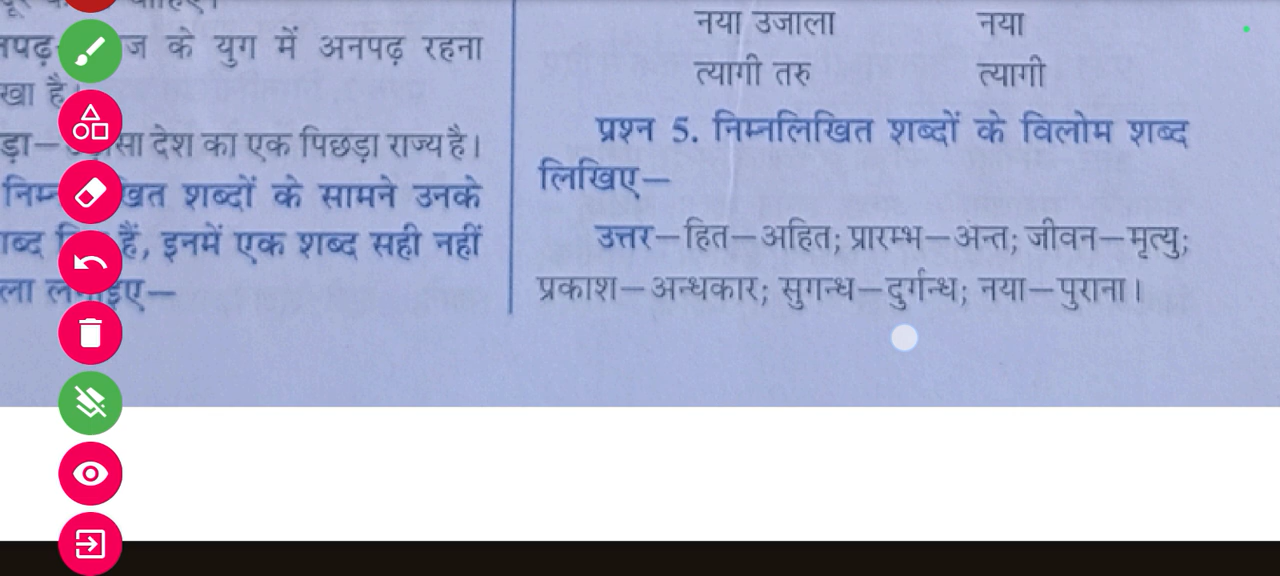 के युग में अनपढ़ रहना
है।
देश का एक पिछड़ा राज्य है।
शब्दों के सामने उनके
हैं, इनमें एक शब्द सही नहीं
नया उजाला नया
त्यागी तरु त्यागी
प्रश्न 5. निम्नलिखित शब्दों के विलोम शब्द
लिखिए—
उत्तर—हित—अहित; प्रारम्भ—अन्त; जीवन—मृत्यु;
प्रकाश—अन्धकार; सुगन्ध—दुर्गन्ध; नया—पुराना।